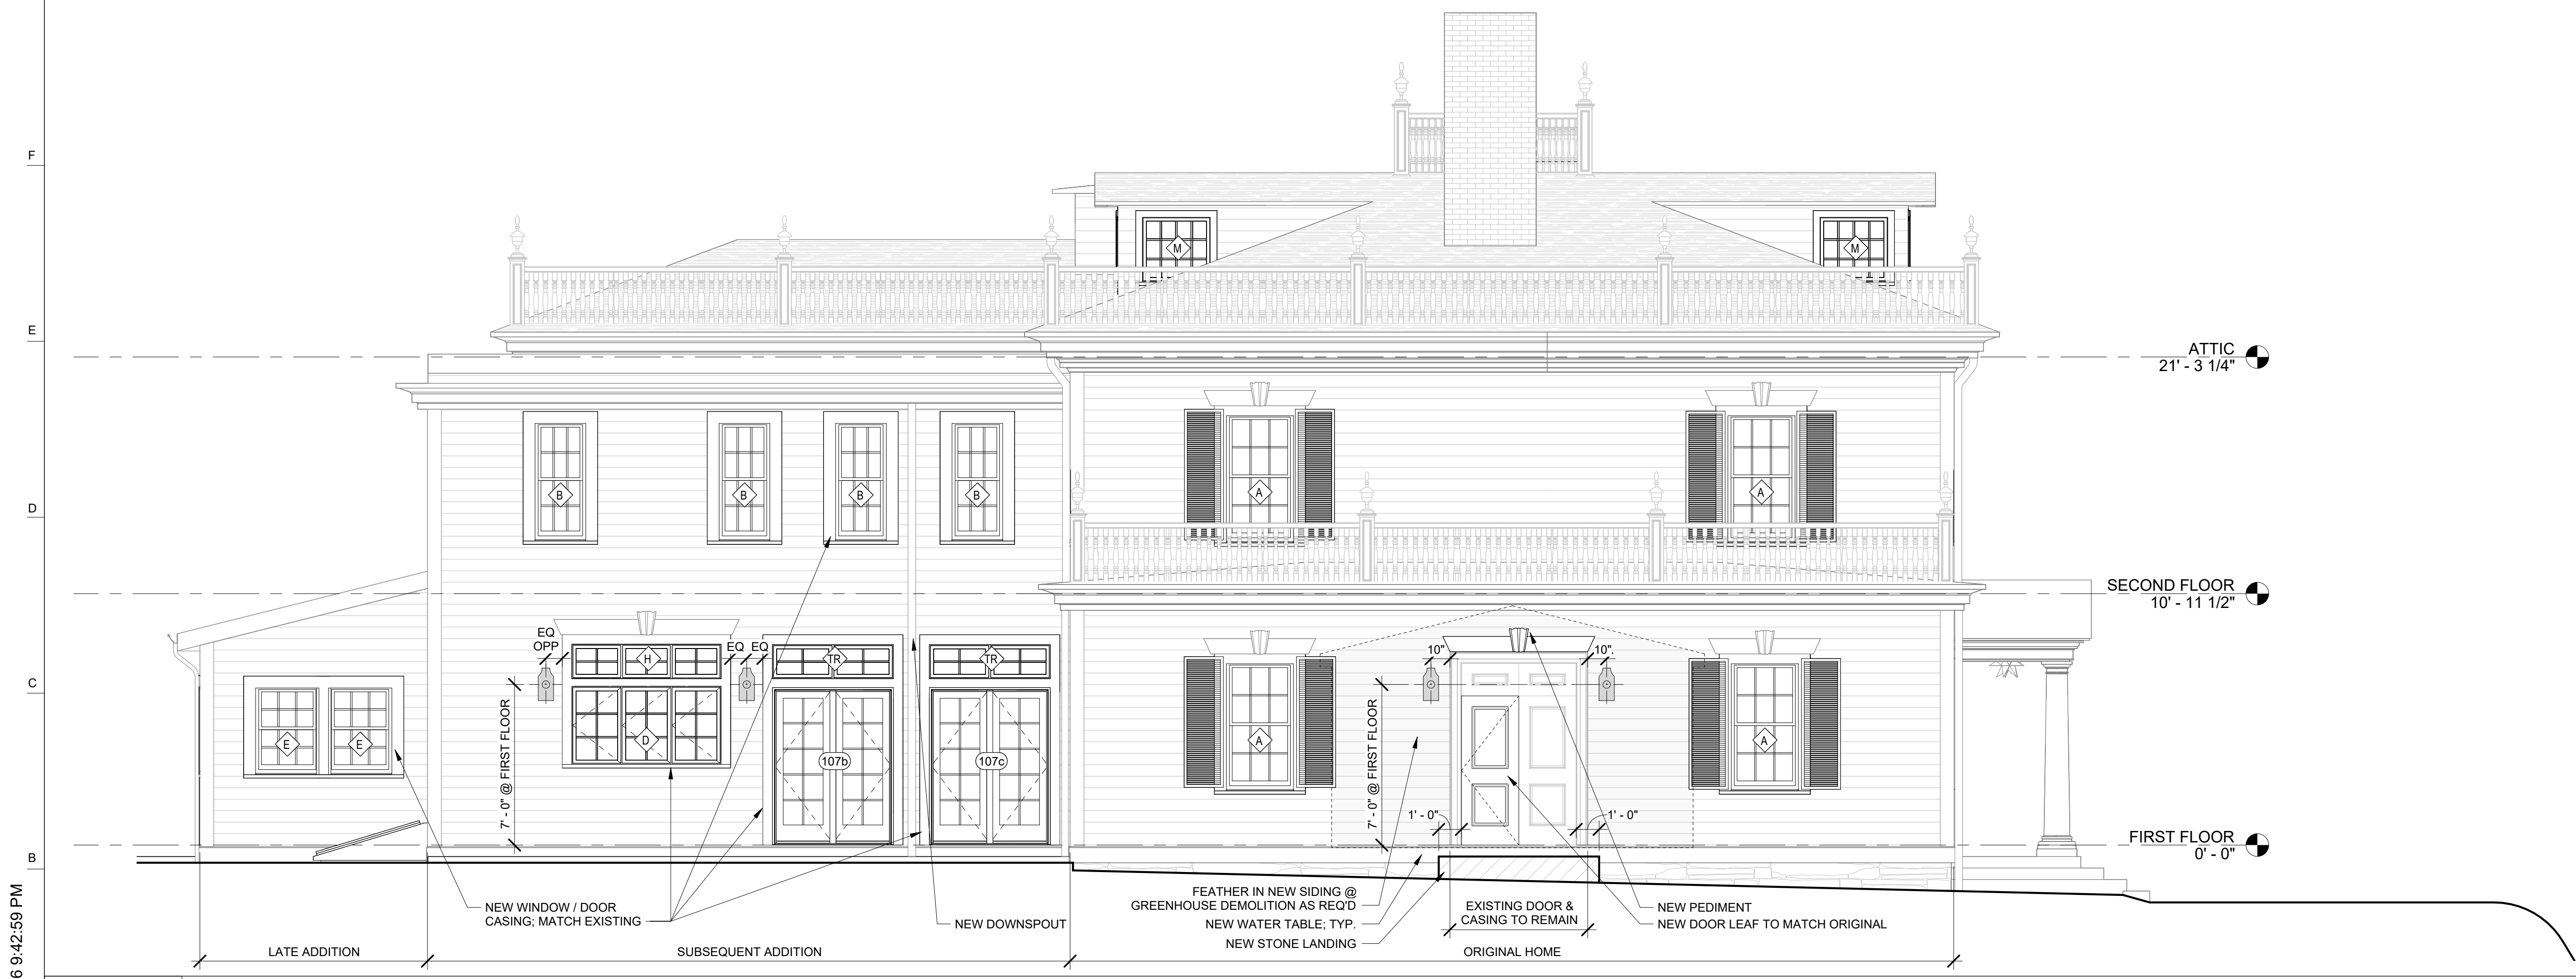 F
M
M
E
ATTIC
21' - 3 1/4"
B
B
B
B
A
A
D
SECOND FLOOR
10' - 11 1/2"
EQ
OPP
EQ
EQ
H
TR
TR
10"
10"
C
7' - 0" @ FIRST FLOOR
7' - 0" @ FIRST FLOOR
E
E
D
A
A
107b
107c
1' - 0"
1' - 0"
FIRST FLOOR
0' - 0"
B
6 9:42:59 PM
NEW WINDOW / DOOR
CASING; MATCH EXISTING
NEW DOWNSPOUT
FEATHER IN NEW SIDING @
GREENHOUSE DEMOLITION AS REQ'D
NEW WATER TABLE; TYP.
NEW STONE LANDING
EXISTING DOOR &
CASING TO REMAIN
NEW PEDIMENT
NEW DOOR LEAF TO MATCH ORIGINAL
LATE ADDITION
SUBSEQUENT ADDITION
ORIGINAL HOME